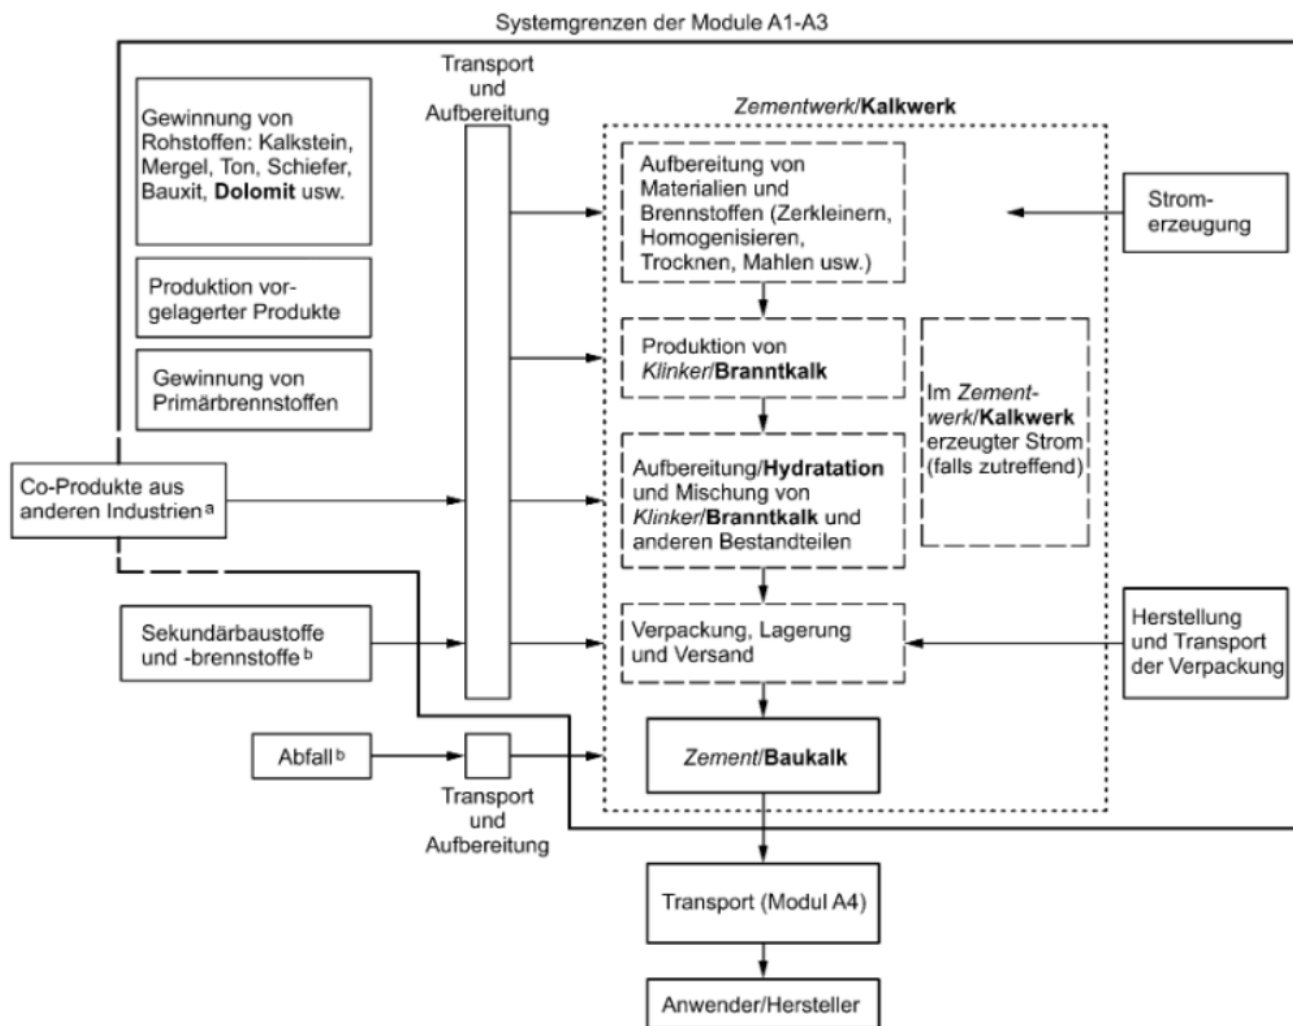 Systemgrenzen der Module A1-A3
Transport
und
Aufbereitung
Gewinnung von
Rohstoffen: Kalkstein,
Mergel, Ton, Schiefer,
Bauxit, Dolomit usw.
Produktion vor-
gelagerter Produkte
Gewinnung von
Primärbrennstoffen
Co-Produkte aus
anderen Industrien a
Sekundärbaustoffe
und -brennstoffe b
Abfall b
Transport
und
Aufbereitung
Zementwerk/Kalkwerk
Aufbereitung von
Materialien und
Brennstoffen (Zerkleinern,
Homogenisieren,
Trocknen, Mahlen usw.)
Produktion von
Klinker/Branntkalk
Aufbereitung/Hydratation
und Mischung von
Klinker/Branntkalk und
anderen Bestandteilen
Verpackung, Lagerung
und Versand
Zement/Baukalk
Im Zement-
werk/Kalkwerk
erzeugter Strom
(falls zutreffend)
Strom-
erzeugung
Herstellung
und Transport
der Verpackung
Transport (Modul A4)
Anwender/Hersteller